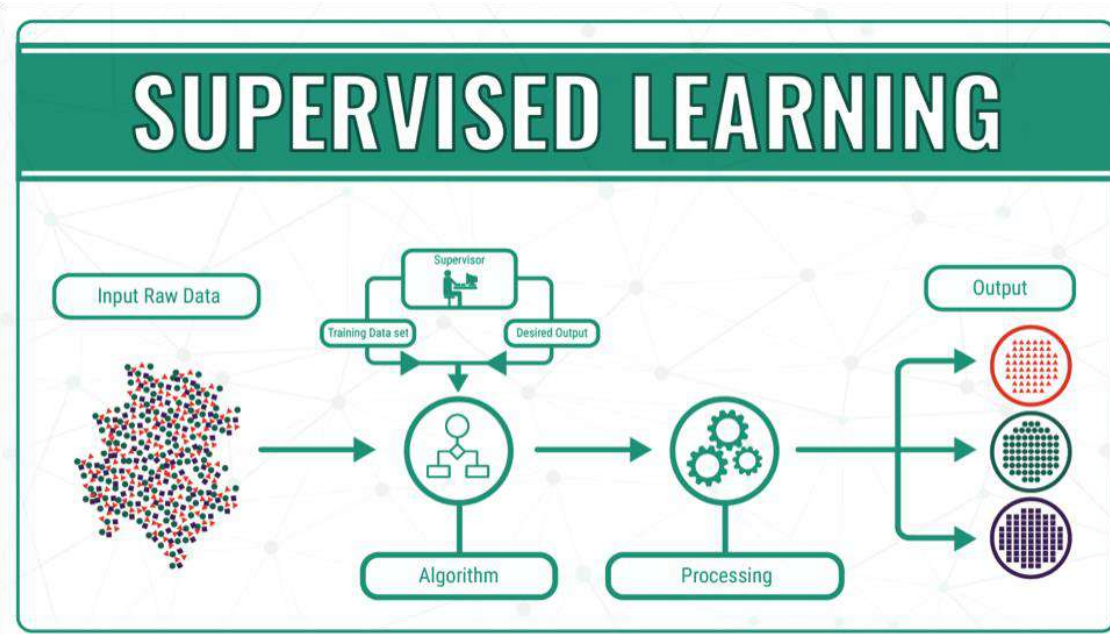 SUPERVISED LEARNING
Input Raw Data
Supervisor
Training Data set
Desired Output
Algorithm
Processing
Output